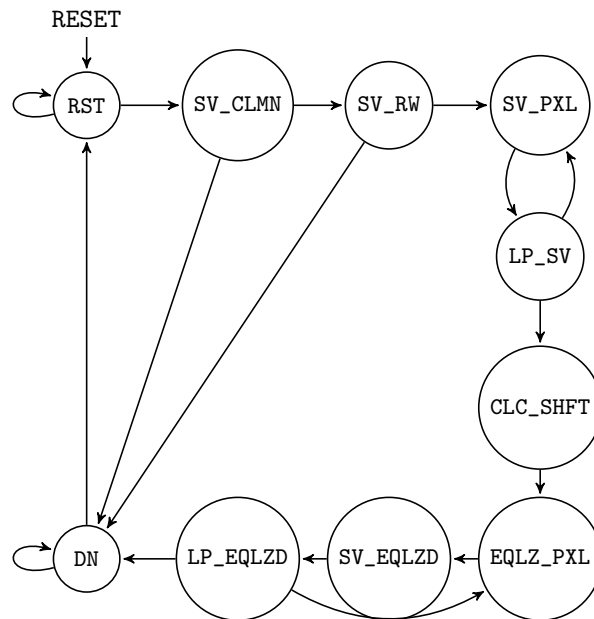 RESET
RST SV_CLMN SV_RW SV_PXL
LP_SV
CLC_SHFT
DN LP_EQLZD SV_EQLZD EQLZ_PXL